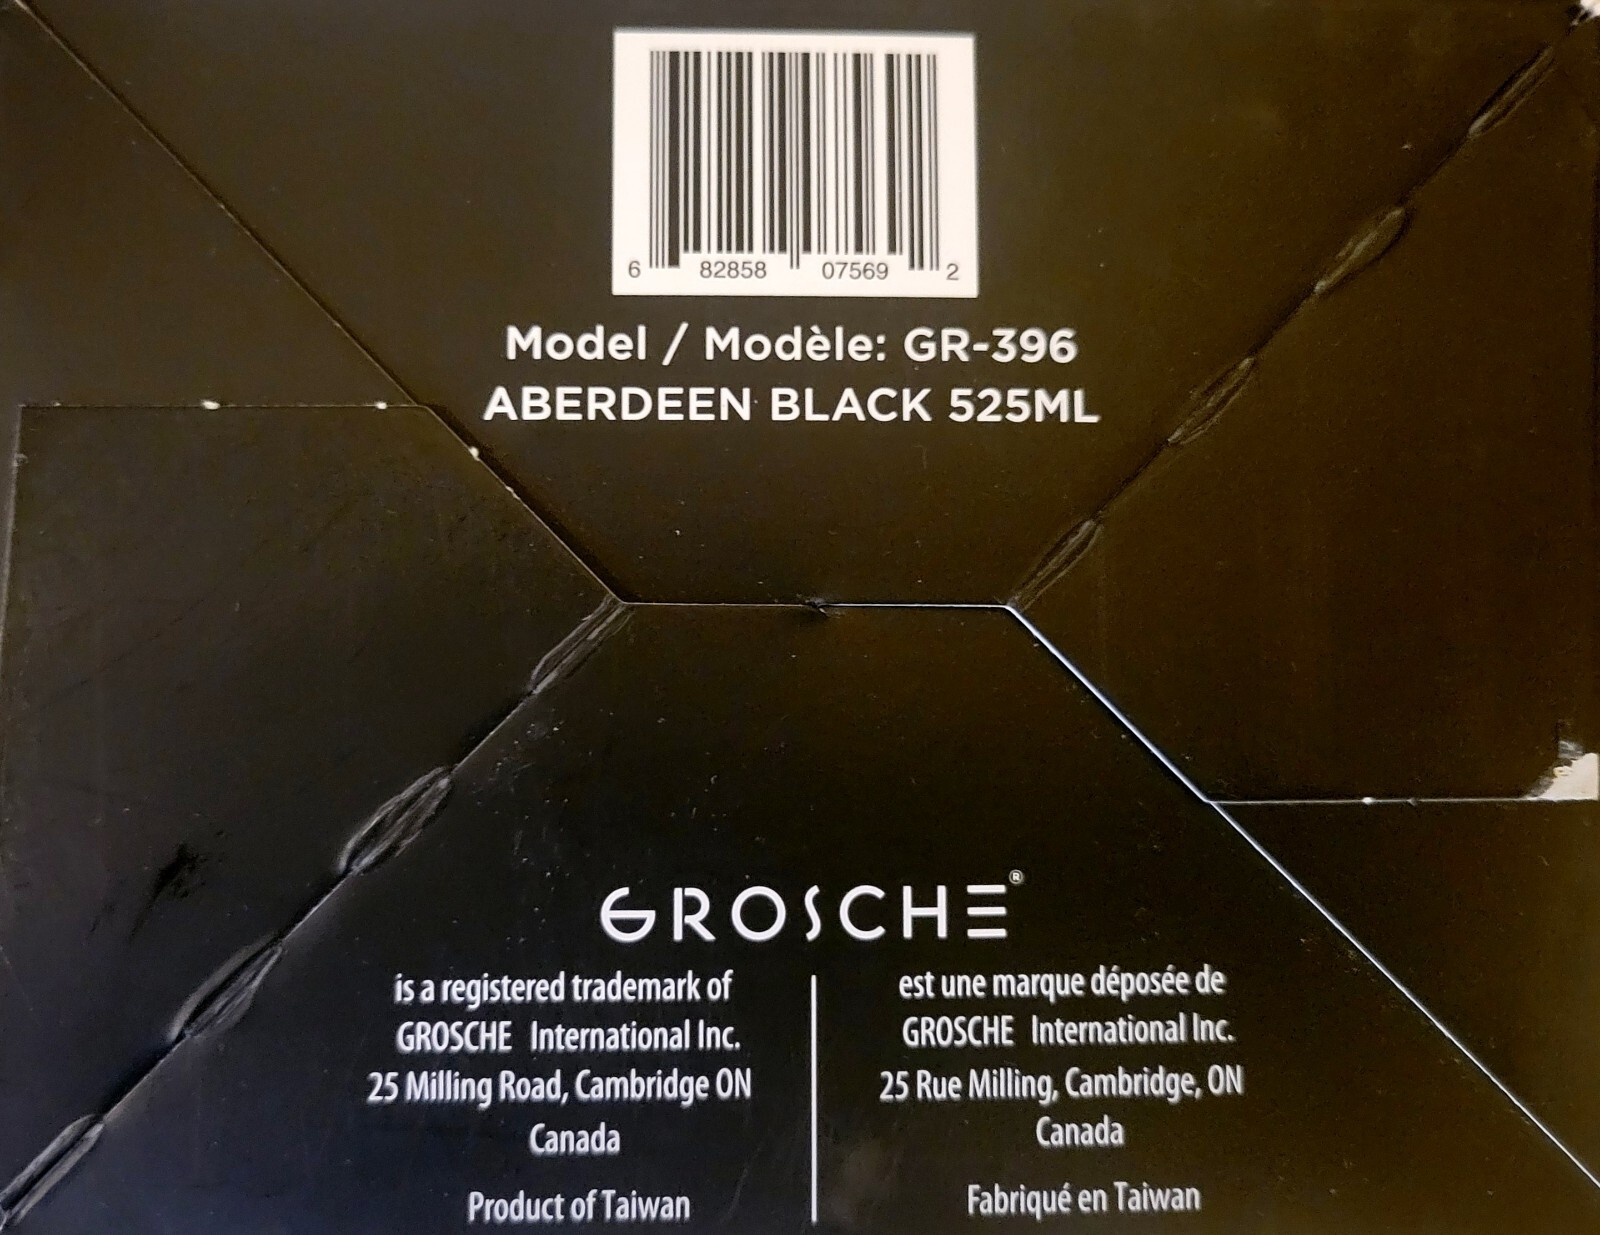 6 82858 07569 2
Model / Modèle: GR-396
ABERDEEN BLACK 525ML
GROSCHE®
is a registered trademark of
GROSCHE International Inc.
25 Milling Road, Cambridge ON
Canada
Product of Taiwan
est une marque déposée de
GROSCHE International Inc.
25 Rue Milling, Cambridge, ON
Canada
Fabriqué en Taiwan